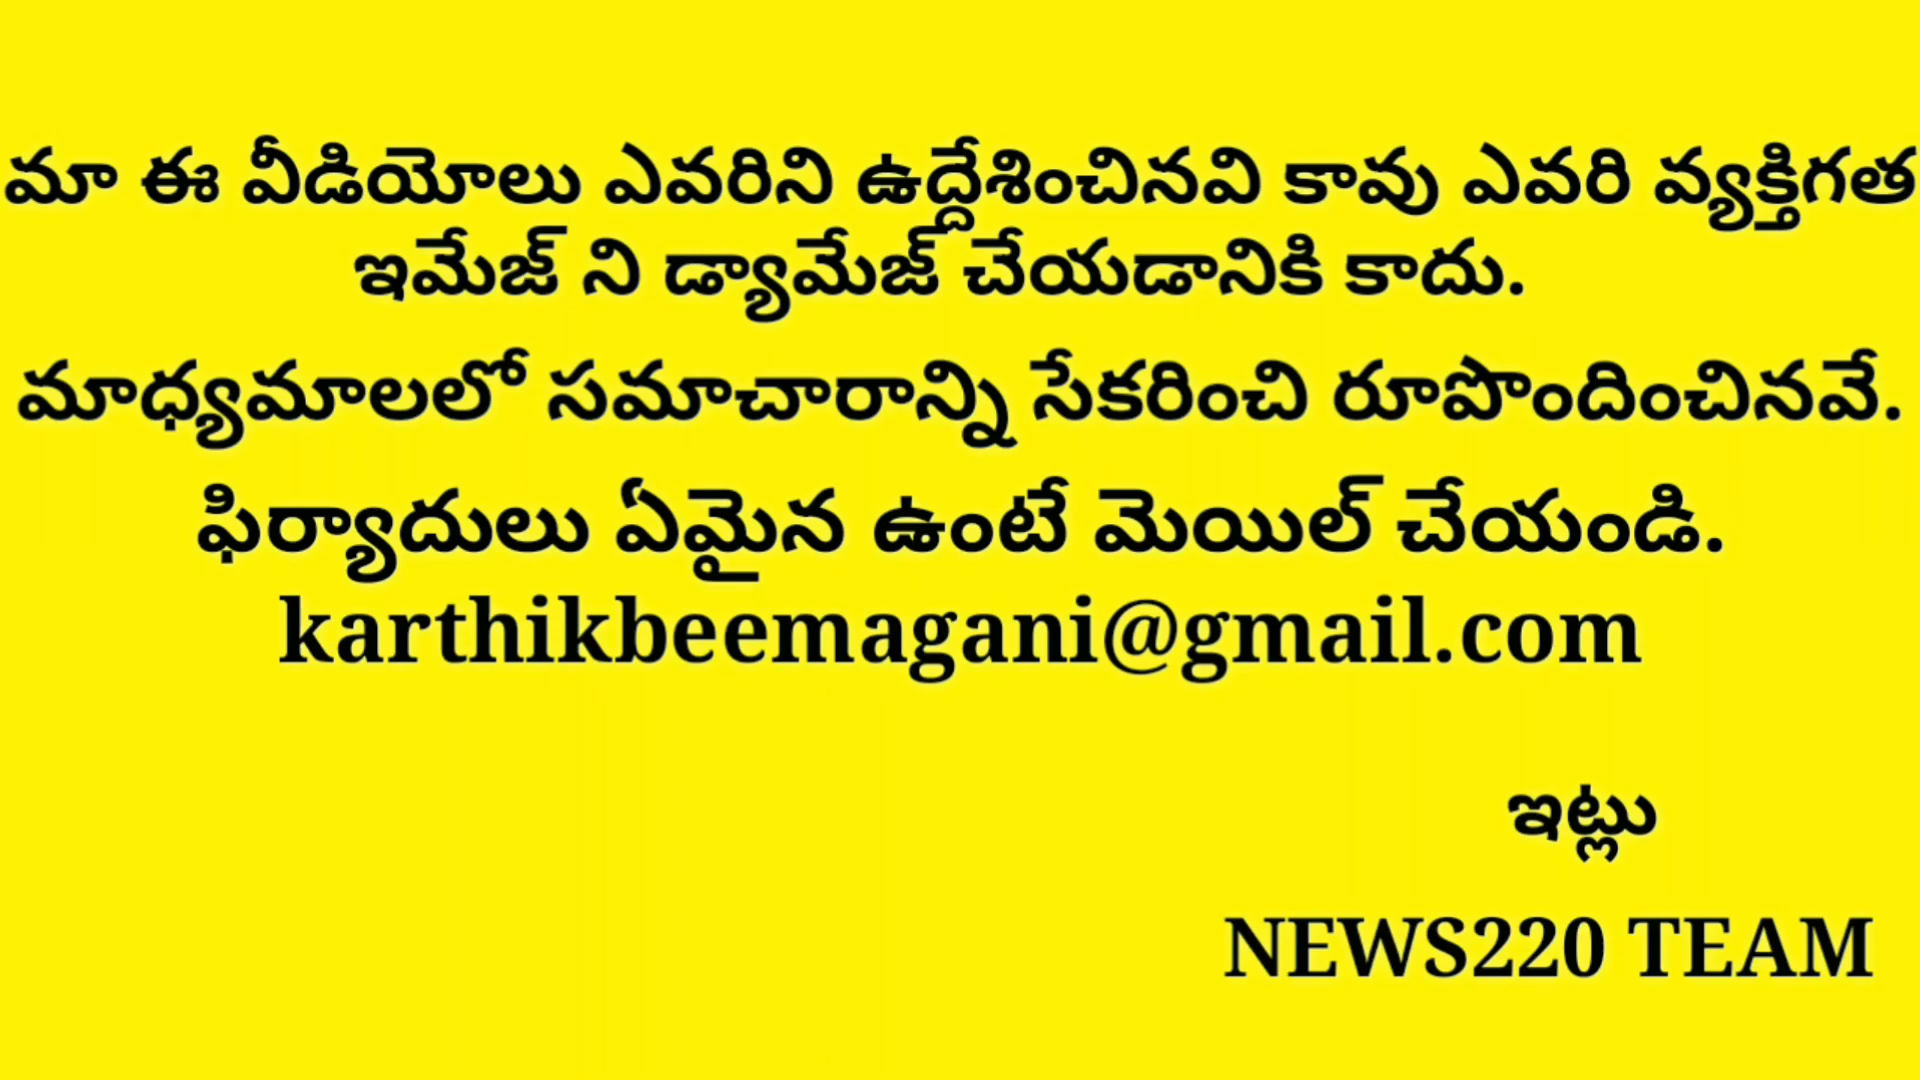 మా ఈ వీడియోలు ఎవరిని ఉద్దేశించినవి కావు ఎవరి వ్యక్తిగత
ఇమేజ్ ని డ్యామేజ్ చేయడానికి కాదు.
మాధ్యమాలలో సమాచారాన్ని సేకరించి రూపొందించినవే.
ఫిర్యాదులు ఏమైన ఉంటే మెయిల్ చేయండి.
karthikbeemagani@gmail.com
ఇట్లు
NEWS220 TEAM